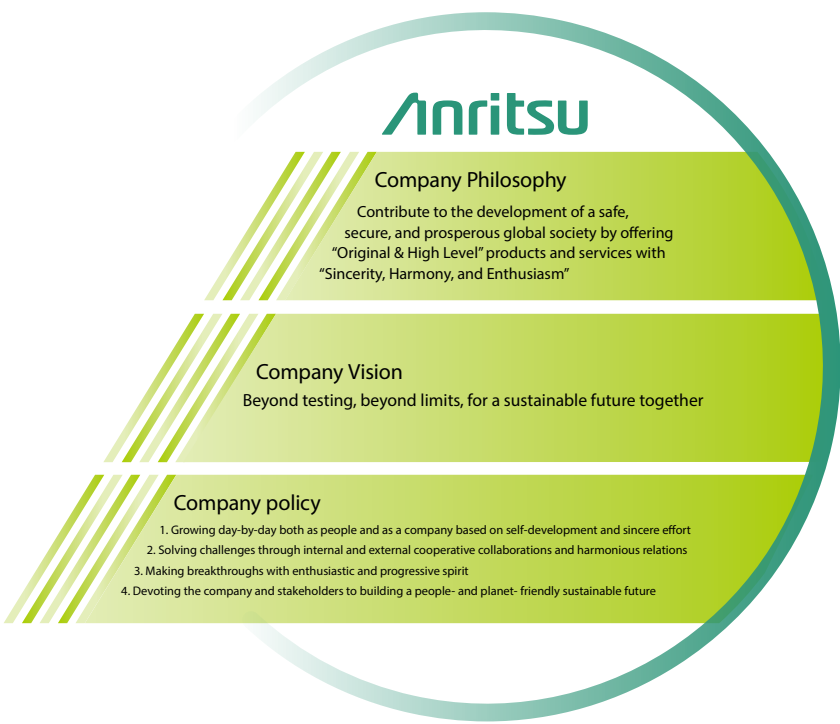 Anritsu
Company Philosophy
Contribute to the development of a safe,
secure, and prosperous global society by offering
“Original & High Level” products and services with
“Sincerity, Harmony, and Enthusiasm”
Company Vision
Beyond testing, beyond limits, for a sustainable future together
Company policy
1. Growing day-by-day both as people and as a company based on self-development and sincere effort
2. Solving challenges through internal and external cooperative collaborations and harmonious relations
3. Making breakthroughs with enthusiastic and progressive spirit
4. Devoting the company and stakeholders to building a people- and planet- friendly sustainable future